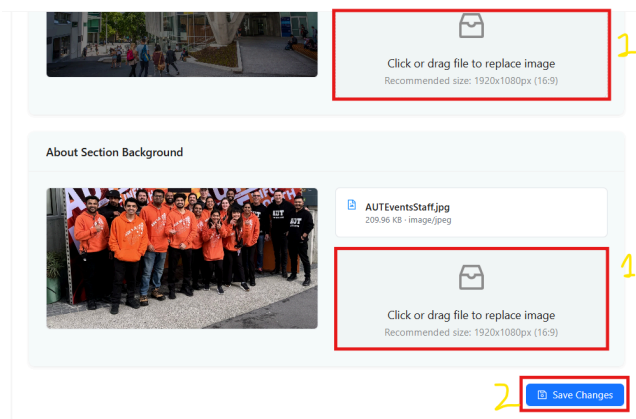 Click or drag file to replace image
Recommended size: 1920x1080px (16:9)
1
About Section Background
AUTEventsStaff.jpg
209.96 KB · image/jpeg
AUT
Click or drag file to replace image
Recommended size: 1920x1080px (16:9)
1
2
Save Changes